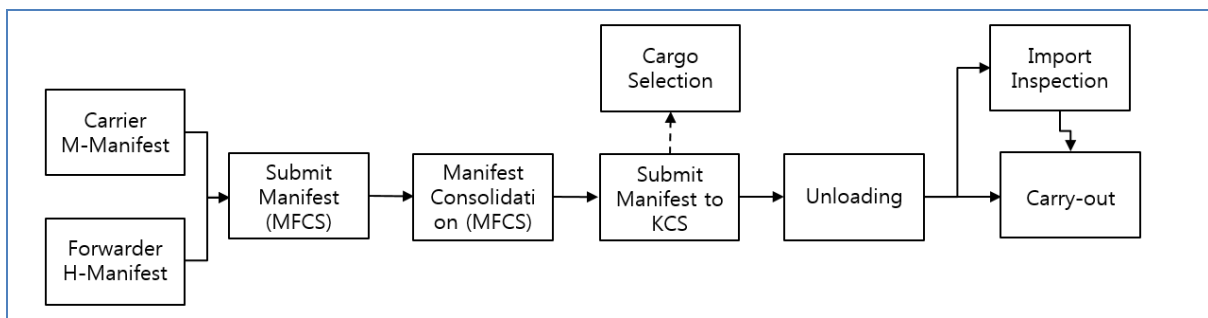 Carrier
M-Manifest
Forwarder
H-Manifest
Submit
Manifest
(MFCS)
Manifest
Consolidati
on (MFCS)
Cargo
Selection
Submit
Manifest to
KCS
Unloading
Import
Inspection
Carry-out